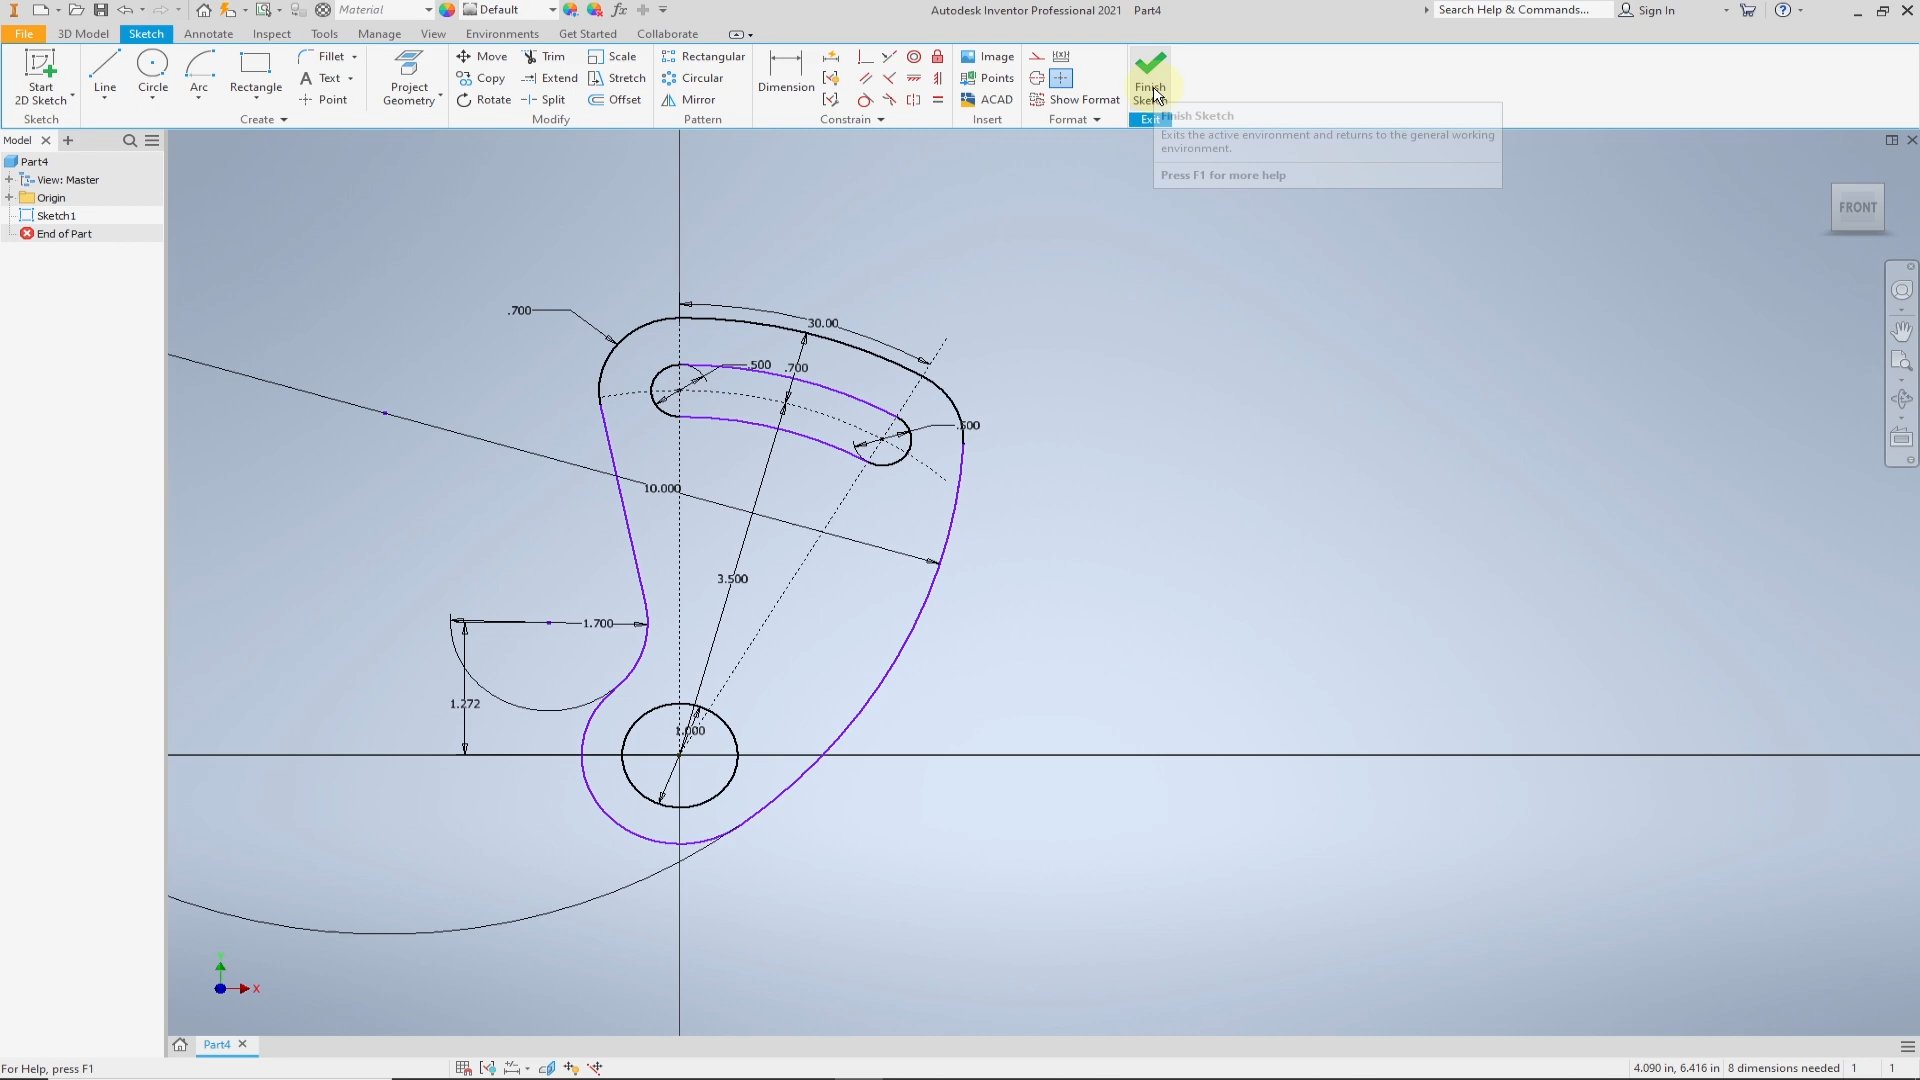 Material
Default
Autodesk Inventor Professional 2021 Part4
Search Help & Commands...
Sign In
File 3D Model Sketch Annotate Inspect Tools Manage View Environments Get Started Collaborate
Start
2D Sketch
Line
Circle
Arc
Rectangle
Fillet
Text
Point
Project
Geometry
Move
Copy
Rotate
Trim
Extend
Split
Scale
Stretch
Offset
Rectangular
Circular
Mirror
Dimension
Image
Points
ACAD
Show Format
Finish
Sketch
Sketch Create Modify Pattern Constrain Insert Format Exit
Finish Sketch
Exits the active environment and returns to the general working
environment.
Press F1 for more help
Model
Part4
View: Master
Origin
Sketch1
End of Part
FRONT
.700
30.00
.500
.700
10.000
3.500
1.700
1.272
1.000
X
Part4
For Help, press F1
4.090 in, 6.416 in 8 dimensions needed 1 1